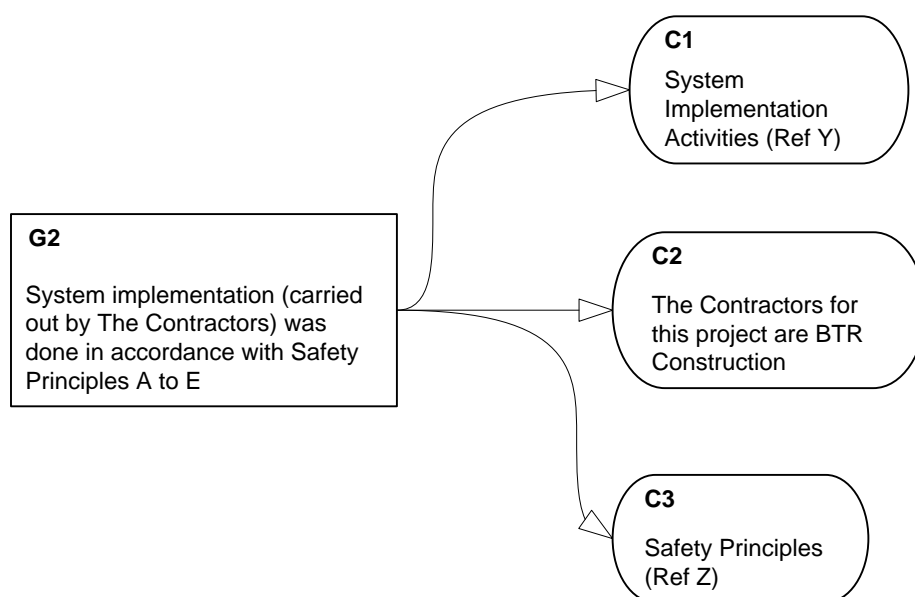 C1
System
Implementation
Activities (Ref Y)
G2
System implementation (carried
out by The Contractors) was
done in accordance with Safety
Principles A to E
C2
The Contractors for
this project are BTR
Construction
C3
Safety Principles
(Ref Z)